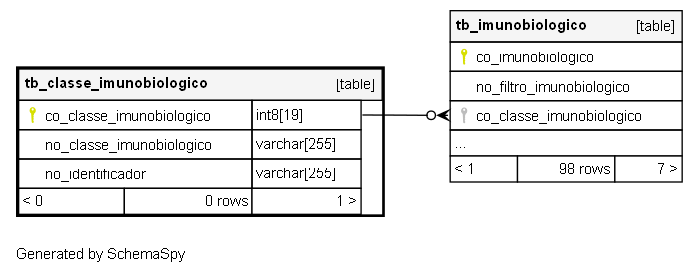 tb_classe_imunobiologico [table]
co_classe_imunobiologico int8[19]
no_classe_imunobiologico varchar[255]
no_identificador varchar[255]
< 0 0 rows 1 >
tb_imunobiologico [table]
co_imunobiologico
no_filtro_imunobiologico
co_classe_imunobiologico
...
< 1 98 rows 7 >
Generated by SchemaSpy